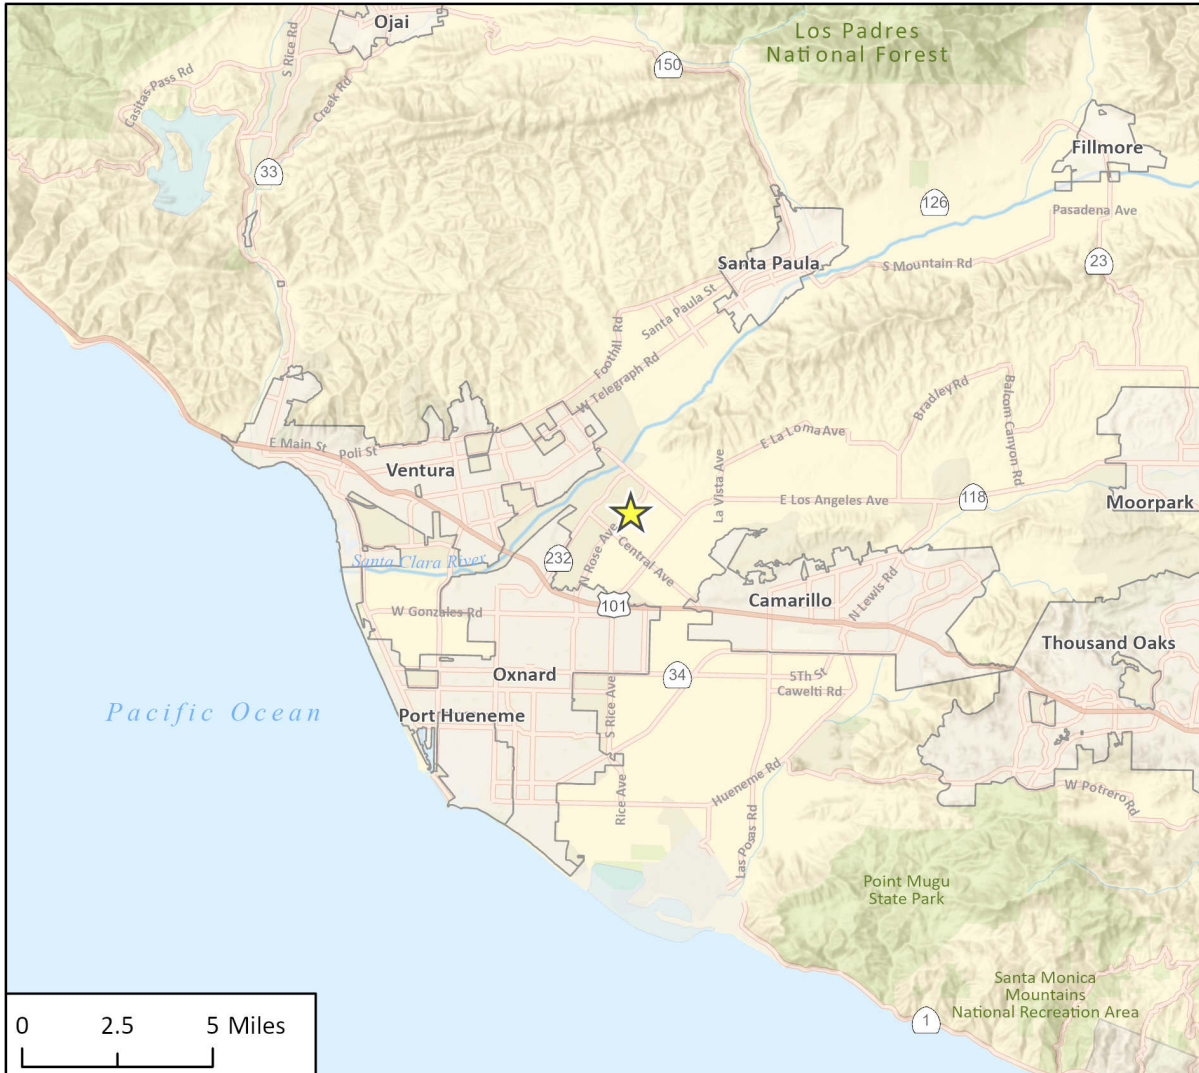 Ojai
Los Padres
National Forest
S Rice Rd
150
Casitas Pass Rd
Creek Rd
33
Fillmore
126
Pasadena Ave
Santa Paula
S Mountain Rd
23
Santa Paula St
Foothill Rd
W Telegraph Rd
Bradley Rd
Balcom Canyon Rd
E La Loma Ave
E Main St
Poli St
Ventura
La Vista Ave
E Los Angeles Ave
118
Moorpark
N Rose Ave
Central Ave
Santa Clara River
232
101
W Gonzales Rd
Camarillo
N Lewis Rd
Thousand Oaks
Oxnard
34
5Th St
Cawelti Rd
Pacific Ocean
Port Hueneme
S Rice Ave
Hueneme Rd
Rice Ave
W Potrero Rd
Las Posas Rd
Point Mugu
State Park
Santa Monica
Mountains
National Recreation Area
1
0 2.5 5 Miles